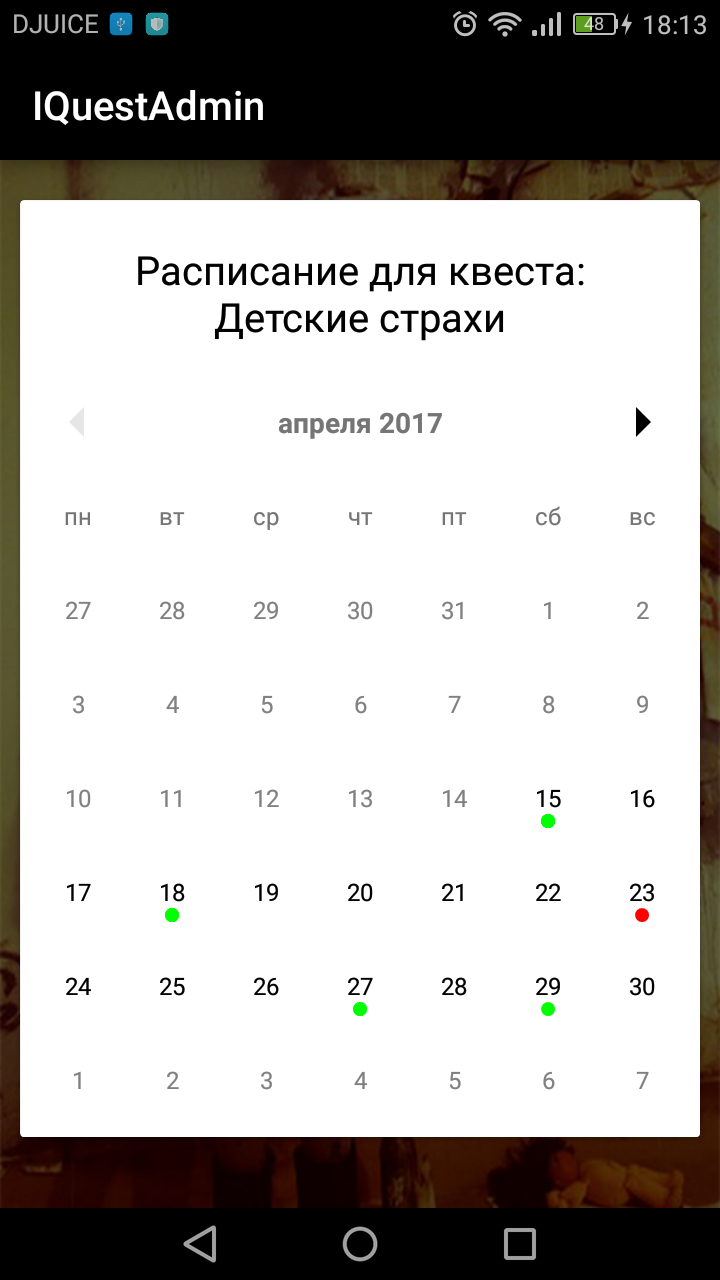 DJUICE 48 18:13
IQuestAdmin
Расписание для квеста:
Детские страхи
апреля 2017
пн вт ср чт пт сб вс
27 28 29 30 31 1 2
3 4 5 6 7 8 9
10 11 12 13 14 15 16
17 18 19 20 21 22 23
24 25 26 27 28 29 30
1 2 3 4 5 6 7